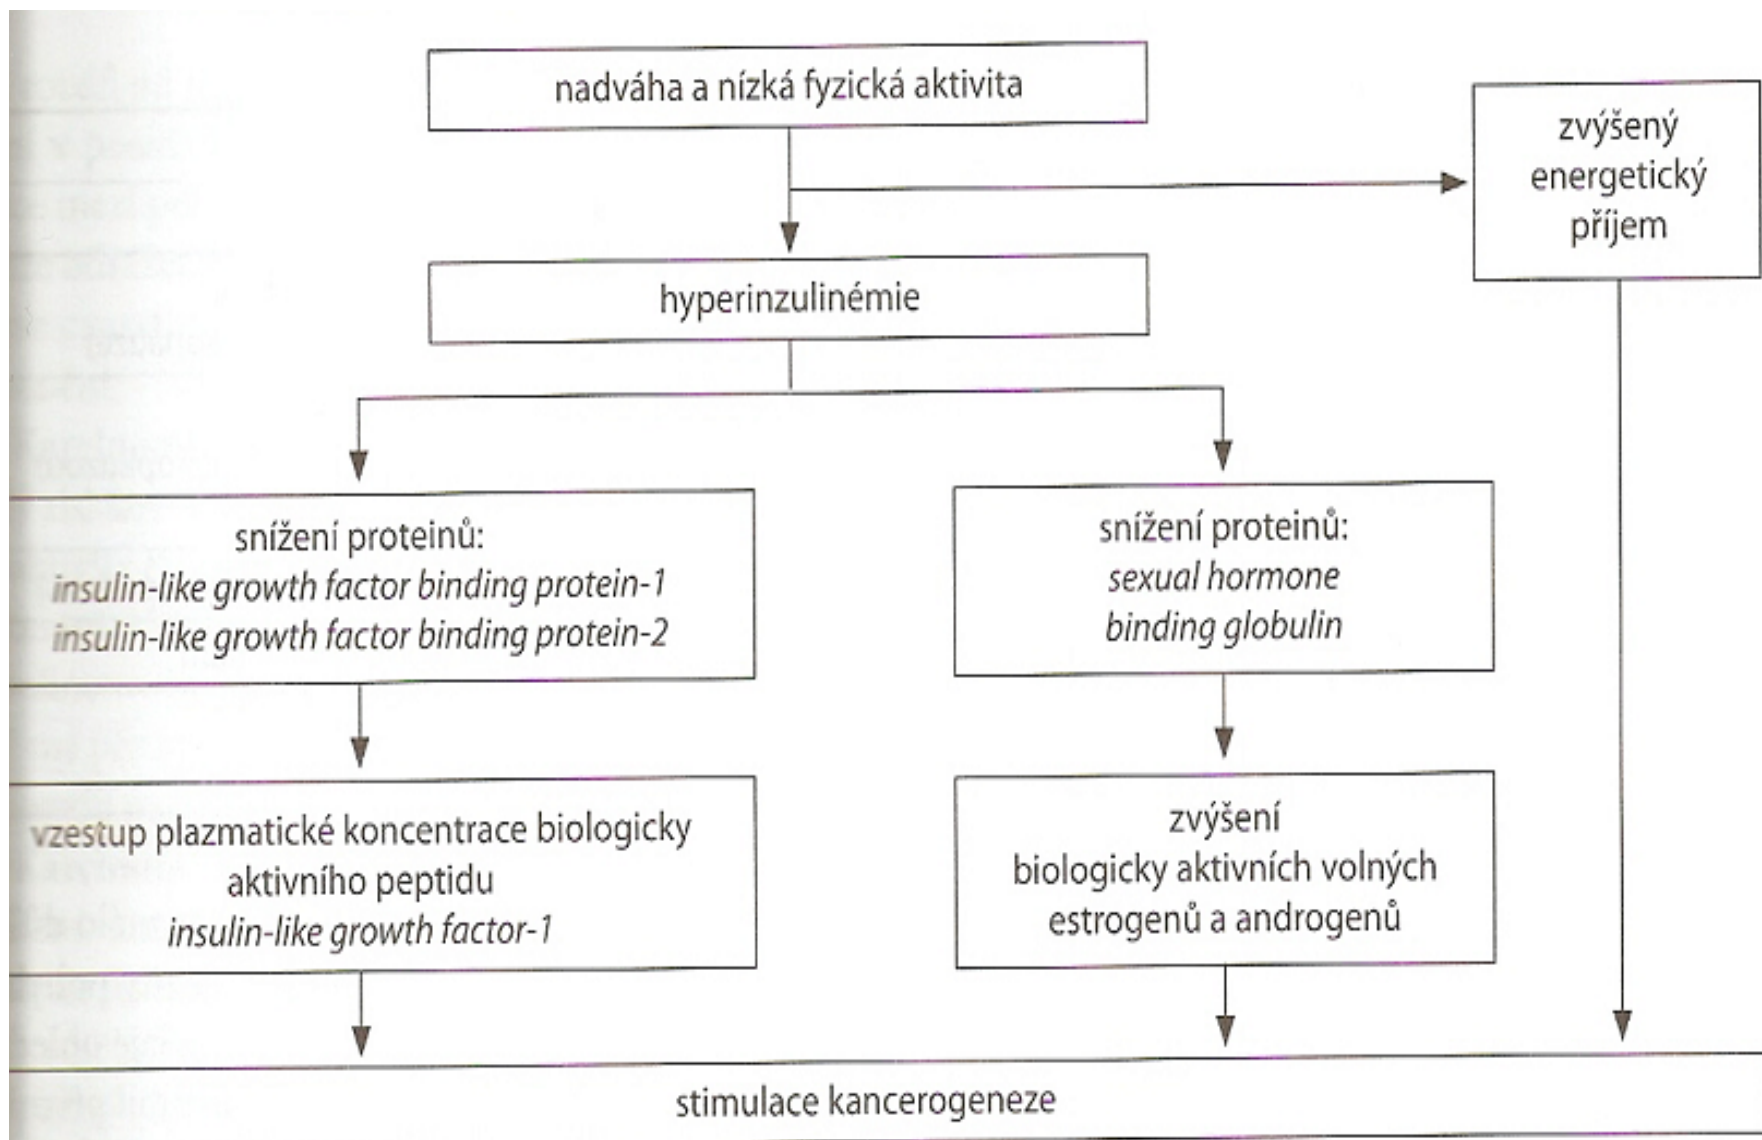 nadváha a nízká fyzická aktivita
zvýšený
energetický
příjem
hyperinzulinémie
snížení proteinů:
insulin-like growth factor binding protein-1
insulin-like growth factor binding protein-2
snížení proteinů:
sexual hormone
binding globulin
vzestup plazmatické koncentrace biologicky
aktivního peptidu
insulin-like growth factor-1
zvýšení
biologicky aktivních volných
estrogenů a androgenů
stimulace kancerogeneze